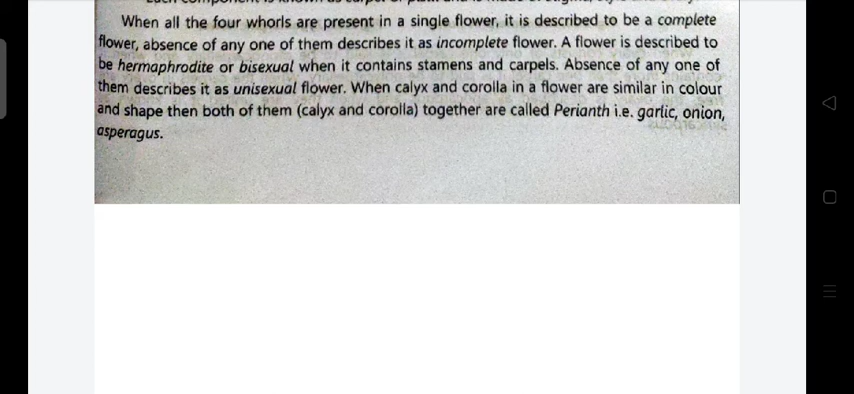 When all the four whorls are present in a single flower, it is described to be a complete
flower, absence of any one of them describes it as incomplete flower. A flower is described to
be hermaphrodite or bisexual when it contains stamens and carpels. Absence of any one of
them describes it as unisexual flower. When calyx and corolla in a flower are similar in colour
and shape then both of them (calyx and corolla) together are called Perianth i.e. garlic, onion,
asperagus.